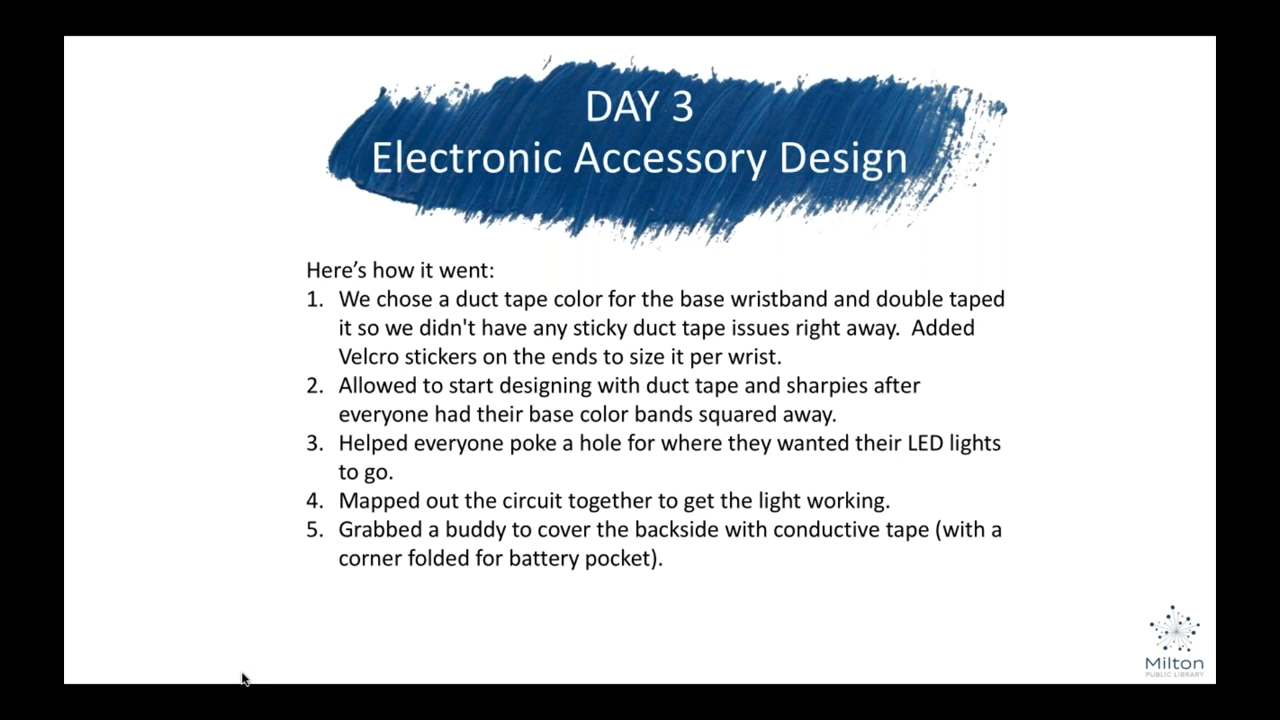 DAY 3
Electronic Accessory Design
Here’s how it went:
1. We chose a duct tape color for the base wristband and double taped
it so we didn't have any sticky duct tape issues right away.  Added
Velcro stickers on the ends to size it per wrist.
2. Allowed to start designing with duct tape and sharpies after
everyone had their base color bands squared away.
3. Helped everyone poke a hole for where they wanted their LED lights
to go.
4. Mapped out the circuit together to get the light working.
5. Grabbed a buddy to cover the backside with conductive tape (with a
corner folded for battery pocket).
Milton
PUBLIC LIBRARY